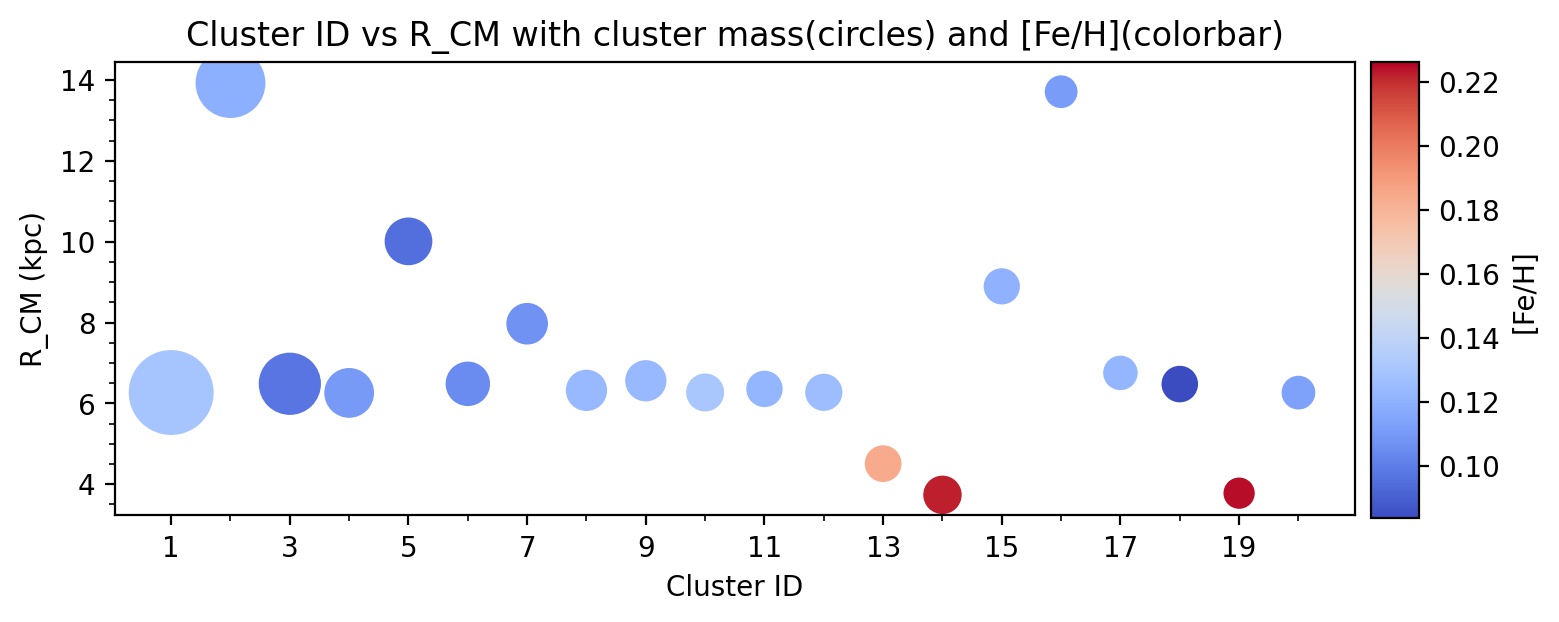 Cluster ID vs R_CM with cluster mass(circles) and [Fe/H](colorbar)
R_CM (kpc)
14
12
10
8
6
4
1 3 5 7 9 11 13 15 17 19
Cluster ID
0.22
0.20
0.18
0.16
0.14
0.12
0.10
[Fe/H]